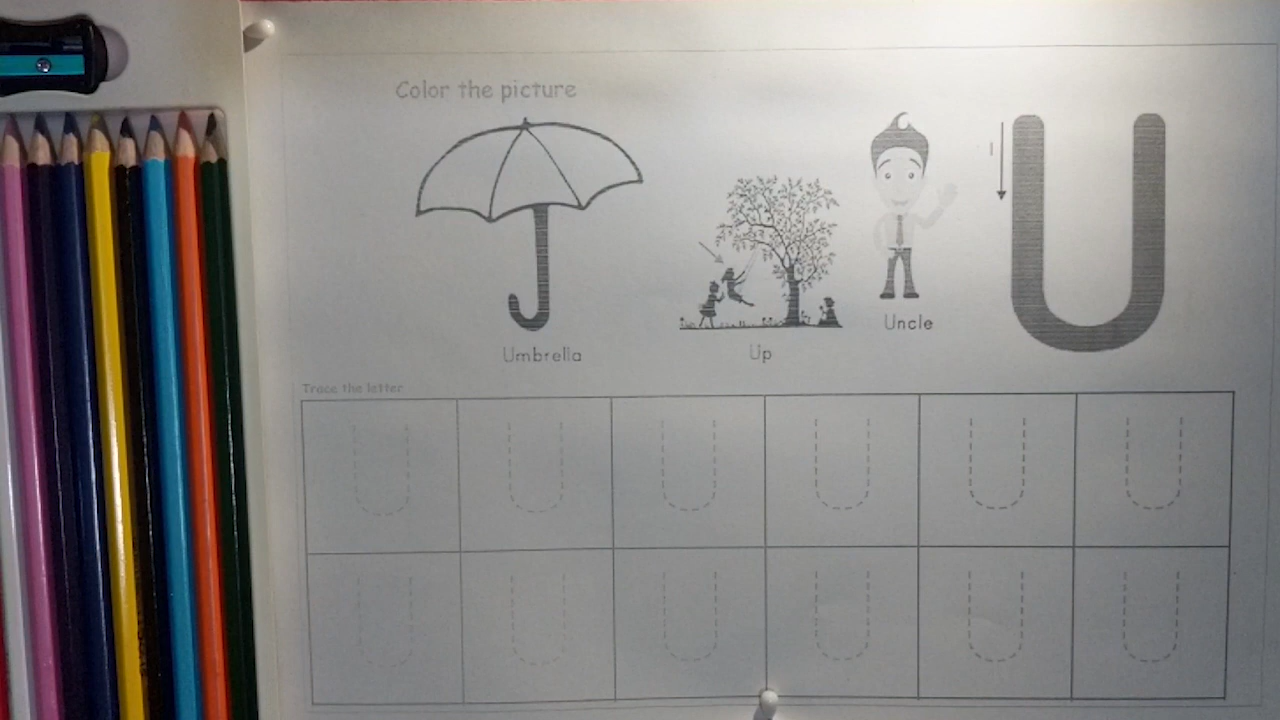 Color the picture
U
Umbrella
Up
Uncle
Trace the letter
U U U U U U
U U U U U U